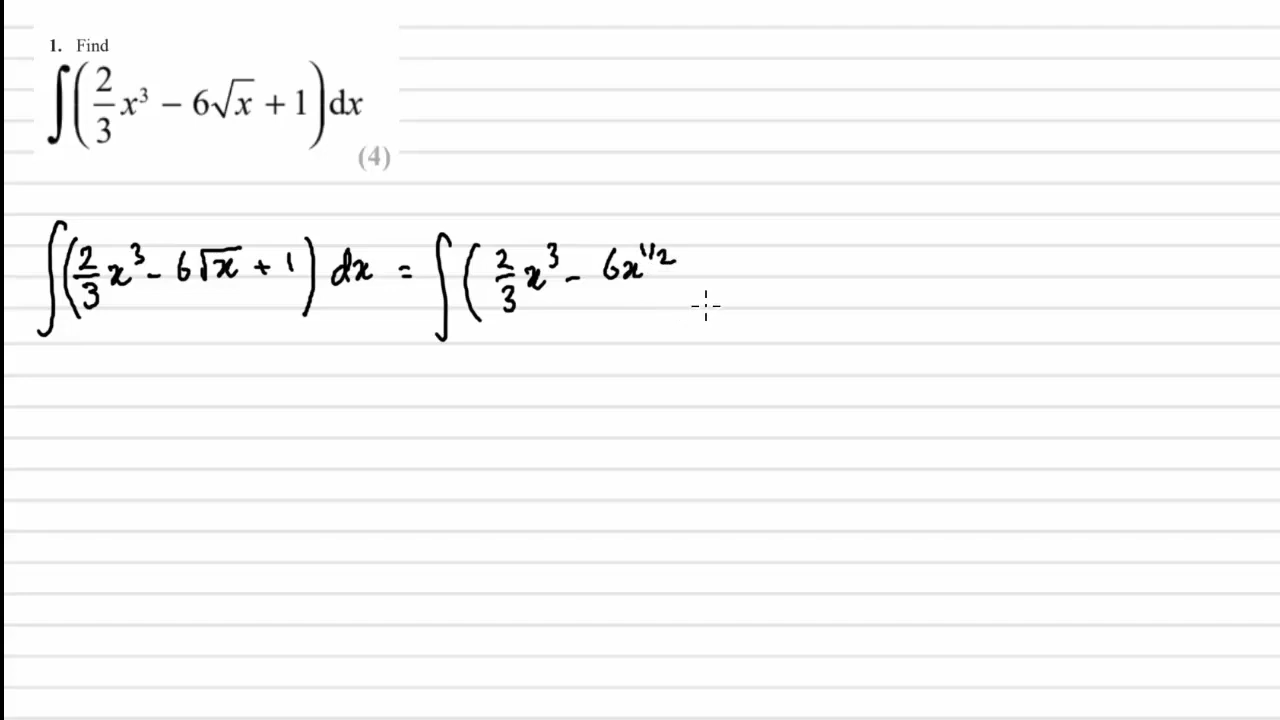 1. Find
∫(2/3 x³ − 6√x + 1)dx
(4)
∫(2/3 x³ − 6√x + 1) dx = ∫(2/3 x³ − 6x^1/2